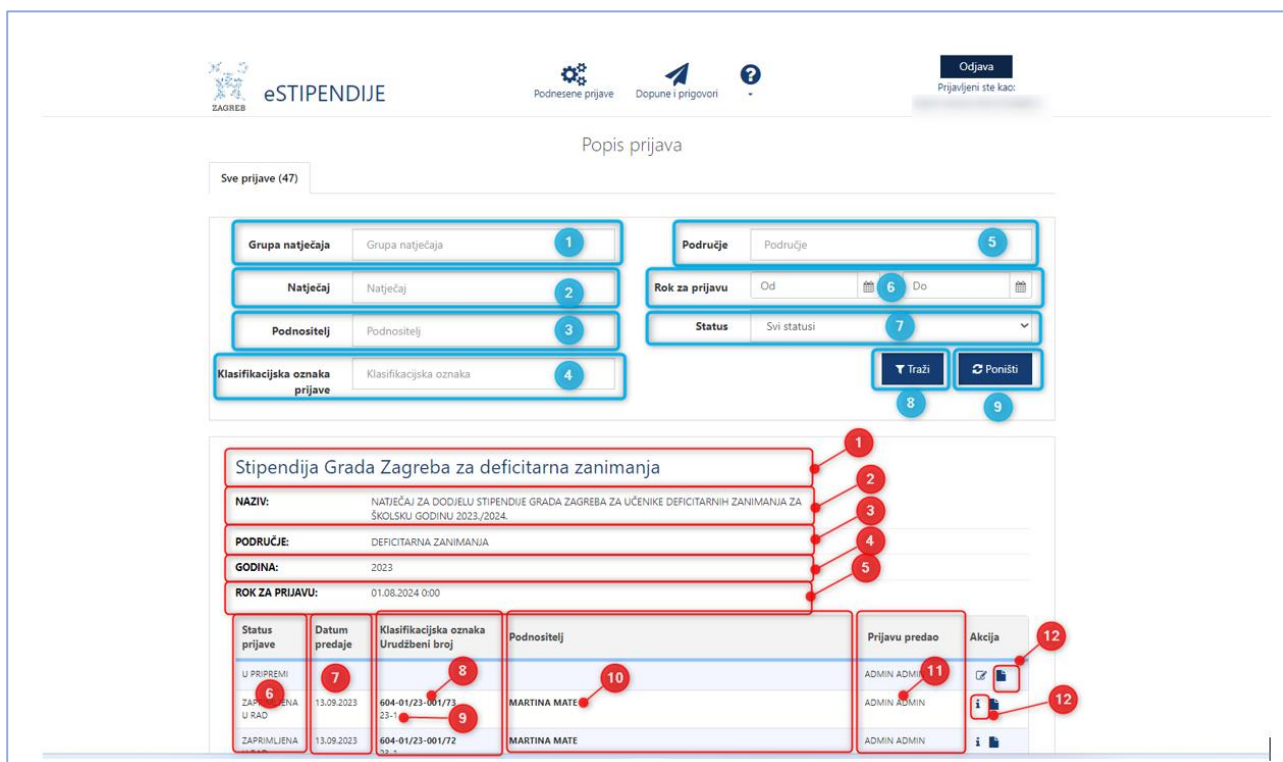 ZAGREB
eSTIPENDIJE
Podnesene prijave
Dopune i prigovori
?
Odjava
Prijavljeni ste kao:
Popis prijava
Sve prijave (47)
Grupa natječaja Grupa natječaja 1
Područje Područje 5
Natječaj Natječaj 2
Rok za prijavu Od 6 Do
Podnositelj Podnositelj 3
Status Svi statusi 7
Klasifikacijska oznaka Klasifikacijska oznaka 4
prijave
Traži Poništi
8 9
1
Stipendija Grada Zagreba za deficitarna zanimanja
2
NAZIV: NATJEČAJ ZA DODJELU STIPENDIJE GRADA ZAGREBA ZA UČENIKE DEFICITARNIH ZANIMANJA ZA
ŠKOLSKU GODINU 2023./2024.
3
PODRUČJE: DEFICITARNA ZANIMANJA
4
GODINA: 2023
5
ROK ZA PRIJAVU: 01.08.2024 0:00
Status Datum Klasifikacijska oznaka Podnositelj Prijavu predao Akcija 12
prijave predaje Urudžbeni broj
U PRIPREMI 7 8 10 ADMIN ADMIN 11
6
ZAPRIMLJENA 13.09.2023 604-01/23-001/73 MARTINA MATE ADMIN ADMIN i 12
U RAD 23-1 9
ZAPRIMLJENA 13.09.2023 604-01/23-001/72 MARTINA MATE ADMIN ADMIN i